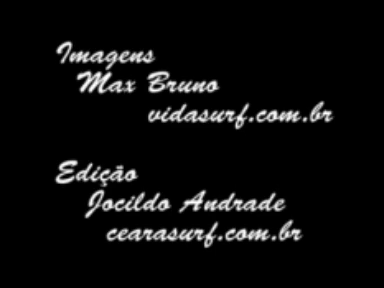 Imagens
Max Bruno
vidasurf.com.br
Edição
Jocildo Andrade
cearasurf.com.br